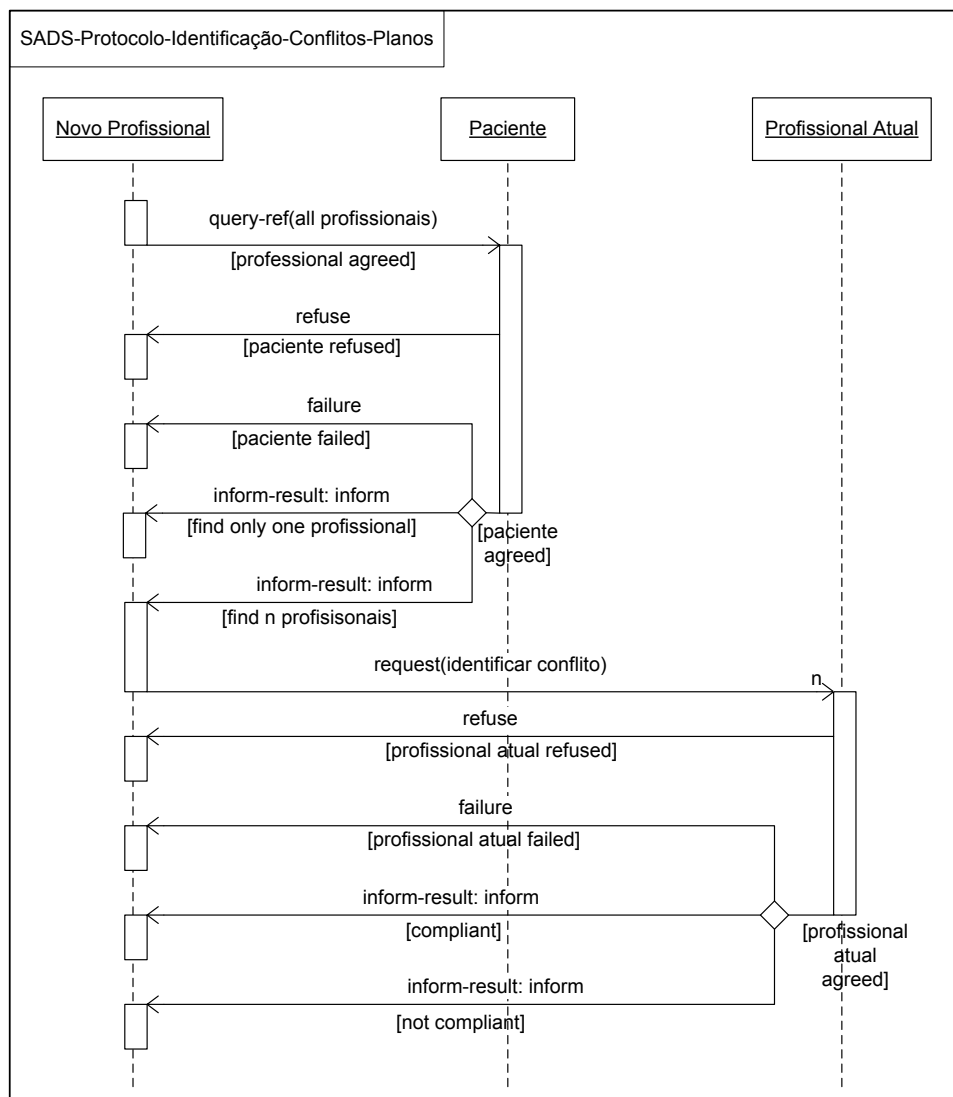 SADS-Protocolo-Identificação-Conflitos-Planos
Novo Profissional
Paciente
Profissional Atual
query-ref(all profissionais)
[professional agreed]
refuse
[paciente refused]
failure
[paciente failed]
inform-result: inform
[find only one profissional]
[paciente
agreed]
inform-result: inform
[find n profisisonais]
request(identificar conflito)
n
refuse
[profissional atual refused]
failure
[profissional atual failed]
inform-result: inform
[compliant]
[profissional
atual
agreed]
inform-result: inform
[not compliant]